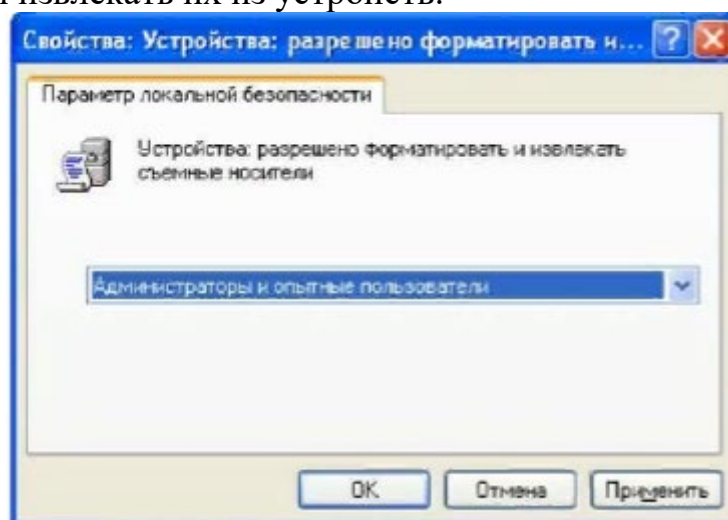 извлекать их из устройств.
Свойства: Устройства: разрешено форматировать и...
Параметр локальной безопасности
Устройства: разрешено форматировать и извлекать
съемные носители
Администраторы и опытные пользователи
OK
Отмена
Применить